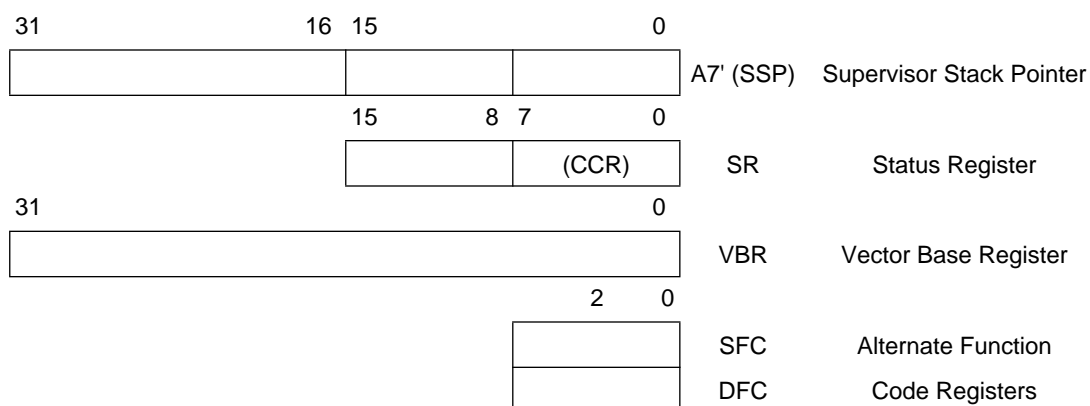 31 16 15 0
A7' (SSP) Supervisor Stack Pointer
15 8 7 0
(CCR) SR Status Register
31 0
VBR Vector Base Register
2 0
SFC Alternate Function
DFC Code Registers